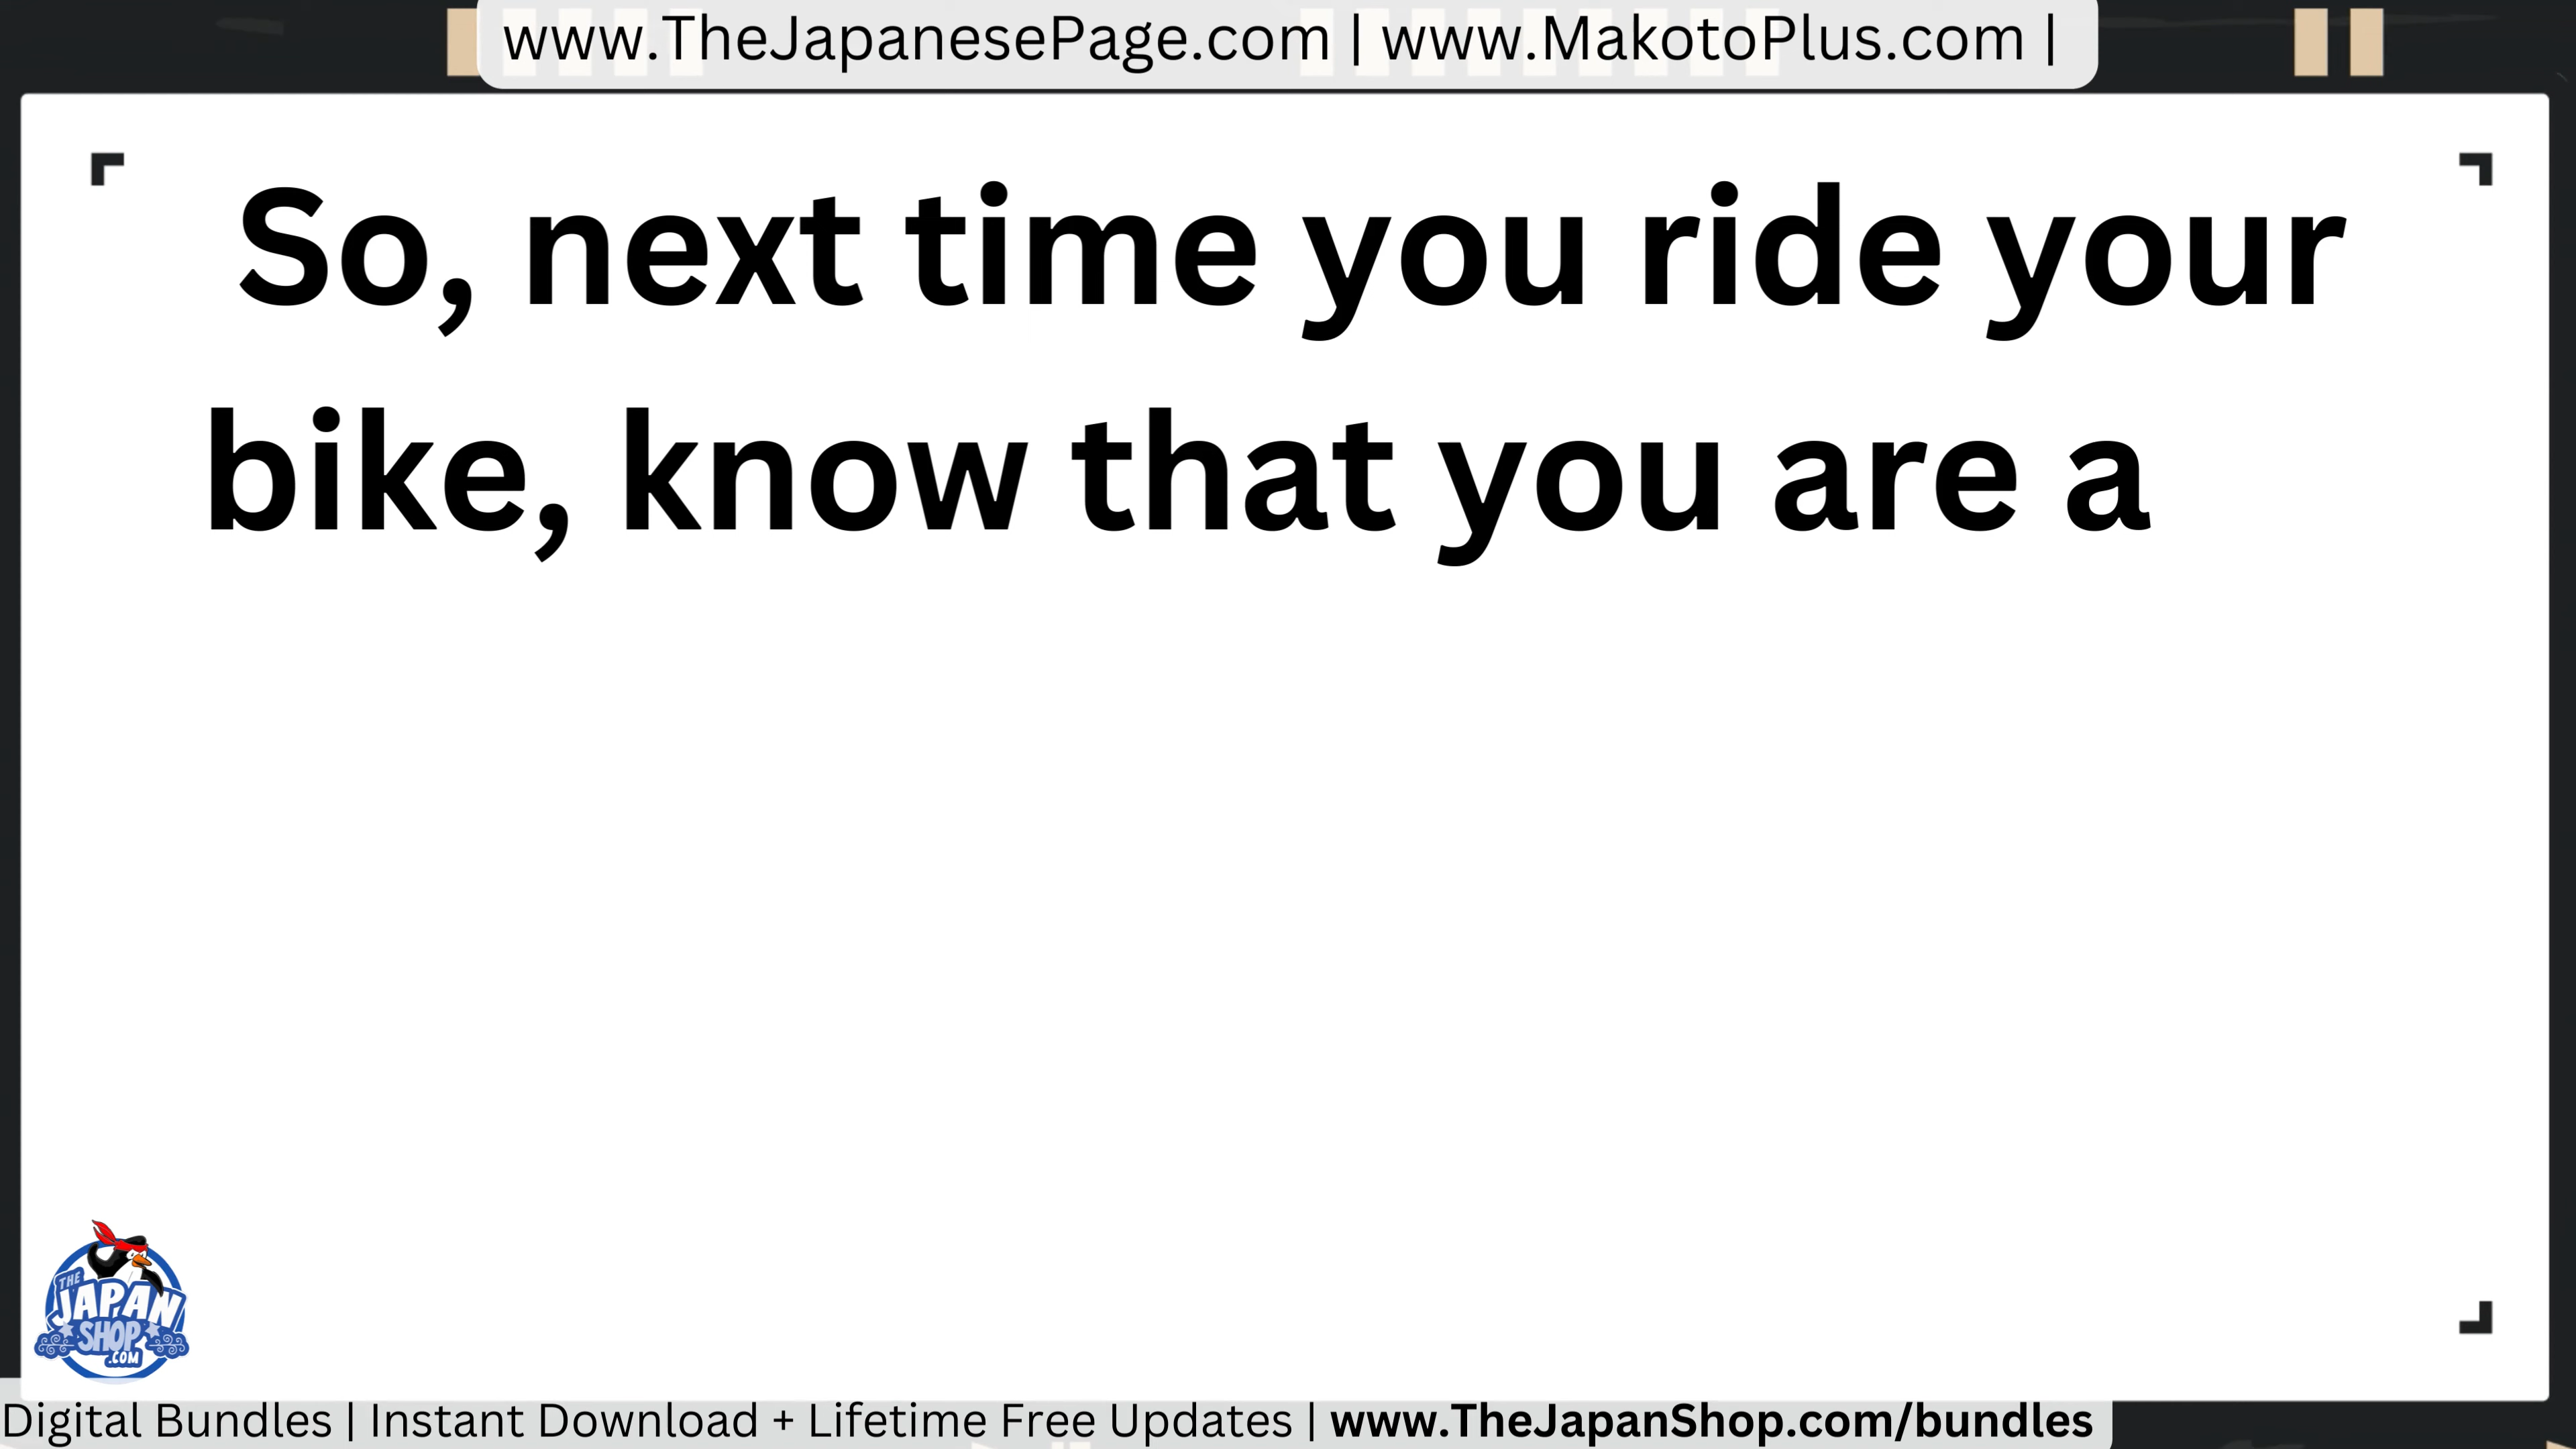 www.TheJapanesePage.com | www.MakotoPlus.com |
So, next time you ride your
bike, know that you are a
THE
JAPAN
SHOP
.COM
Digital Bundles | Instant Download + Lifetime Free Updates | www.TheJapanShop.com/bundles